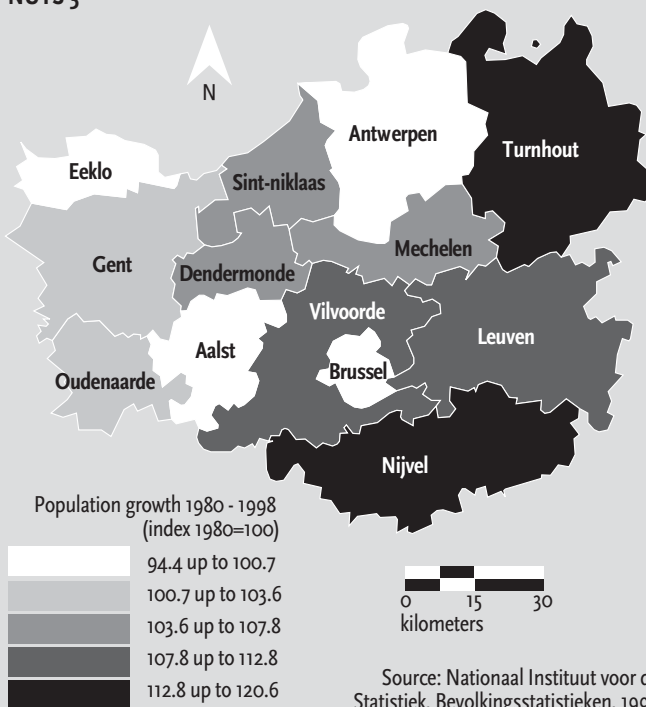 N
Antwerpen
Turnhout
Eeklo
Sint-niklaas
Gent
Mechelen
Dendermonde
Vilvoorde
Leuven
Aalst
Brussel
Oudenaarde
Nijvel
Population growth 1980 - 1998
(index 1980=100)
94.4 up to 100.7
100.7 up to 103.6
103.6 up to 107.8
107.8 up to 112.8
112.8 up to 120.6
0 15 30
kilometers
Source: Nationaal Instituut voor
Statistiek, Bevolkingsstatistieken,